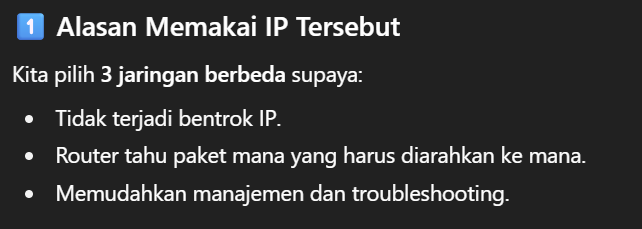 1 Alasan Memakai IP Tersebut
Kita pilih 3 jaringan berbeda supaya:
• Tidak terjadi bentrok IP.
• Router tahu paket mana yang harus diarahkan ke mana.
• Memudahkan manajemen dan troubleshooting.